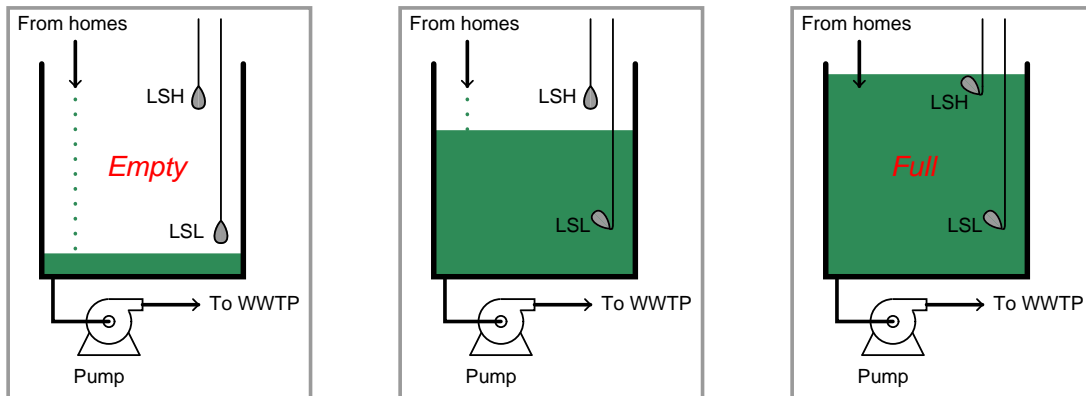 From homes
LSH
Empty
LSL
To WWTP
Pump
From homes
LSH
LSL
To WWTP
Pump
From homes
LSH
Full
LSL
To WWTP
Pump